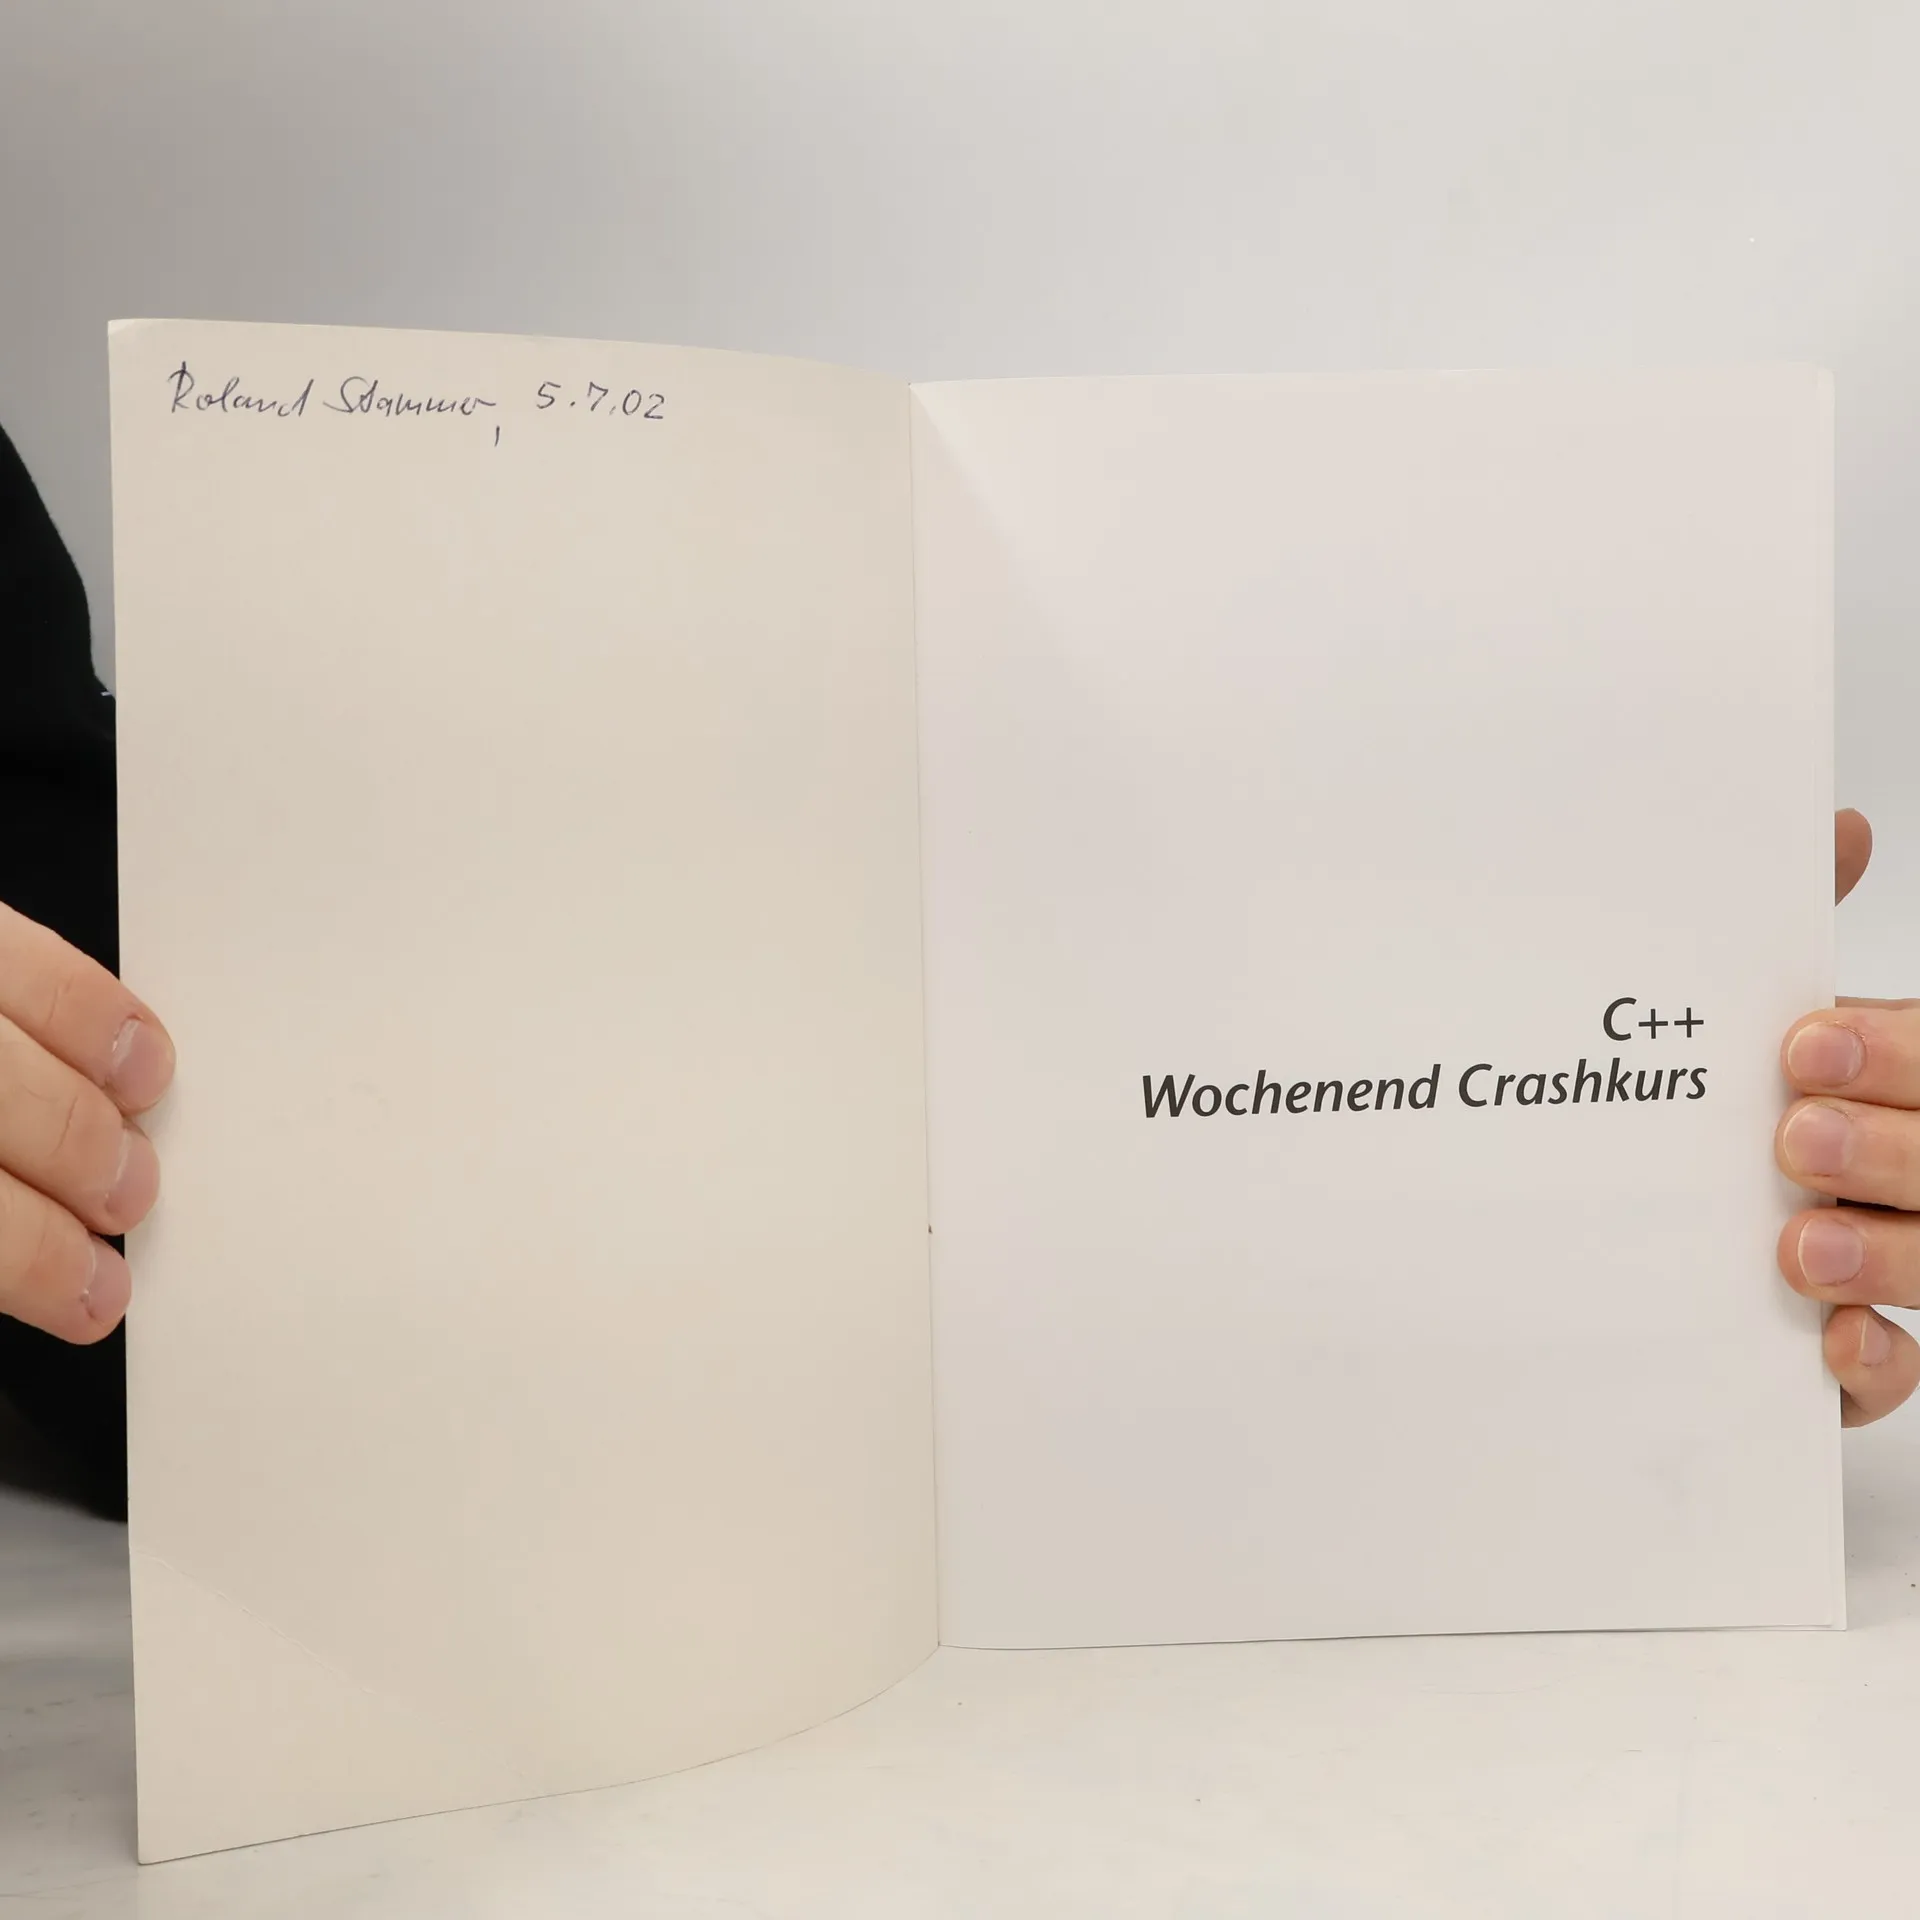 Roland Stammer, 5.7.02
C++
Wochenend Crashkurs